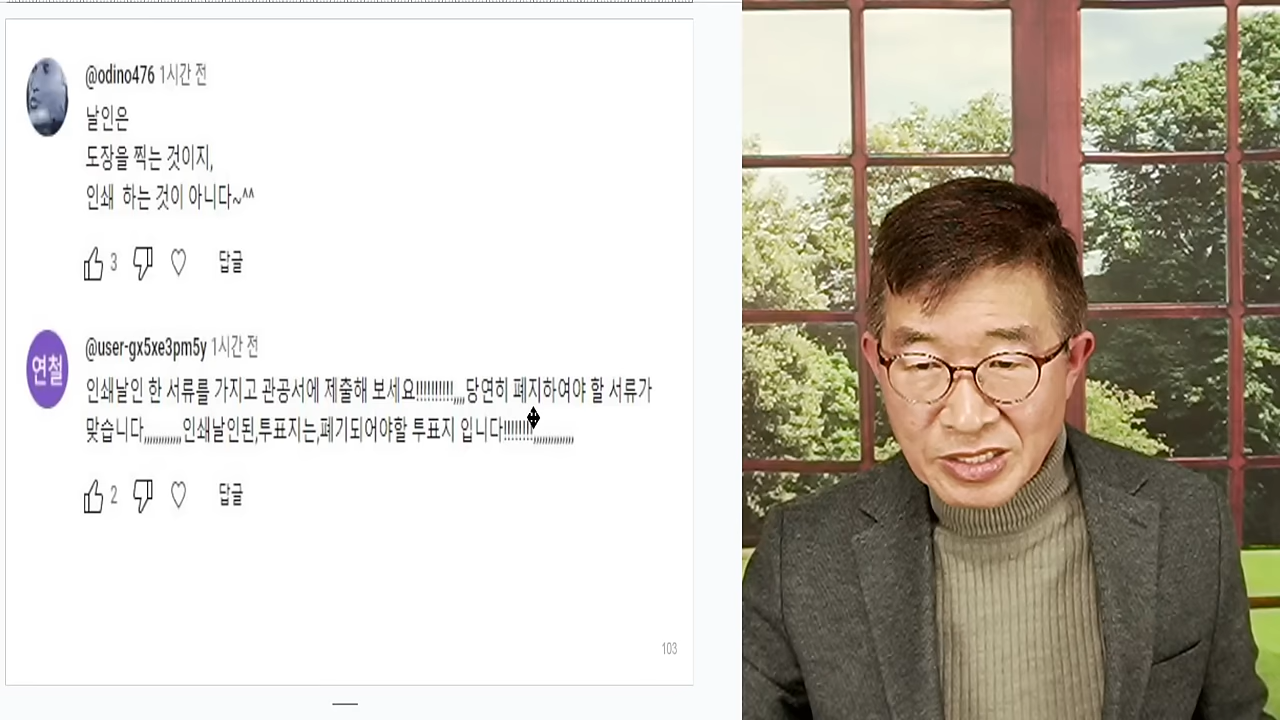 @odino476 1시간 전
날인은
도장을 찍는 것이지,
인쇄 하는 것이 아니다~^^
3 답글
연철
@user-gx5xe3pm5y 1시간 전
인쇄날인 한 서류를 가지고 관공서에 제출해 보세요!!!!!!!!!!,,,,당연히 폐지하여야 할 서류가
맞습니다,,,,,,,,,,,,,인쇄날인된,투표지는,폐기되어야할 투표지 입니다!!!!!!!!,,,,,,,,,,,,,,
2 답글
103